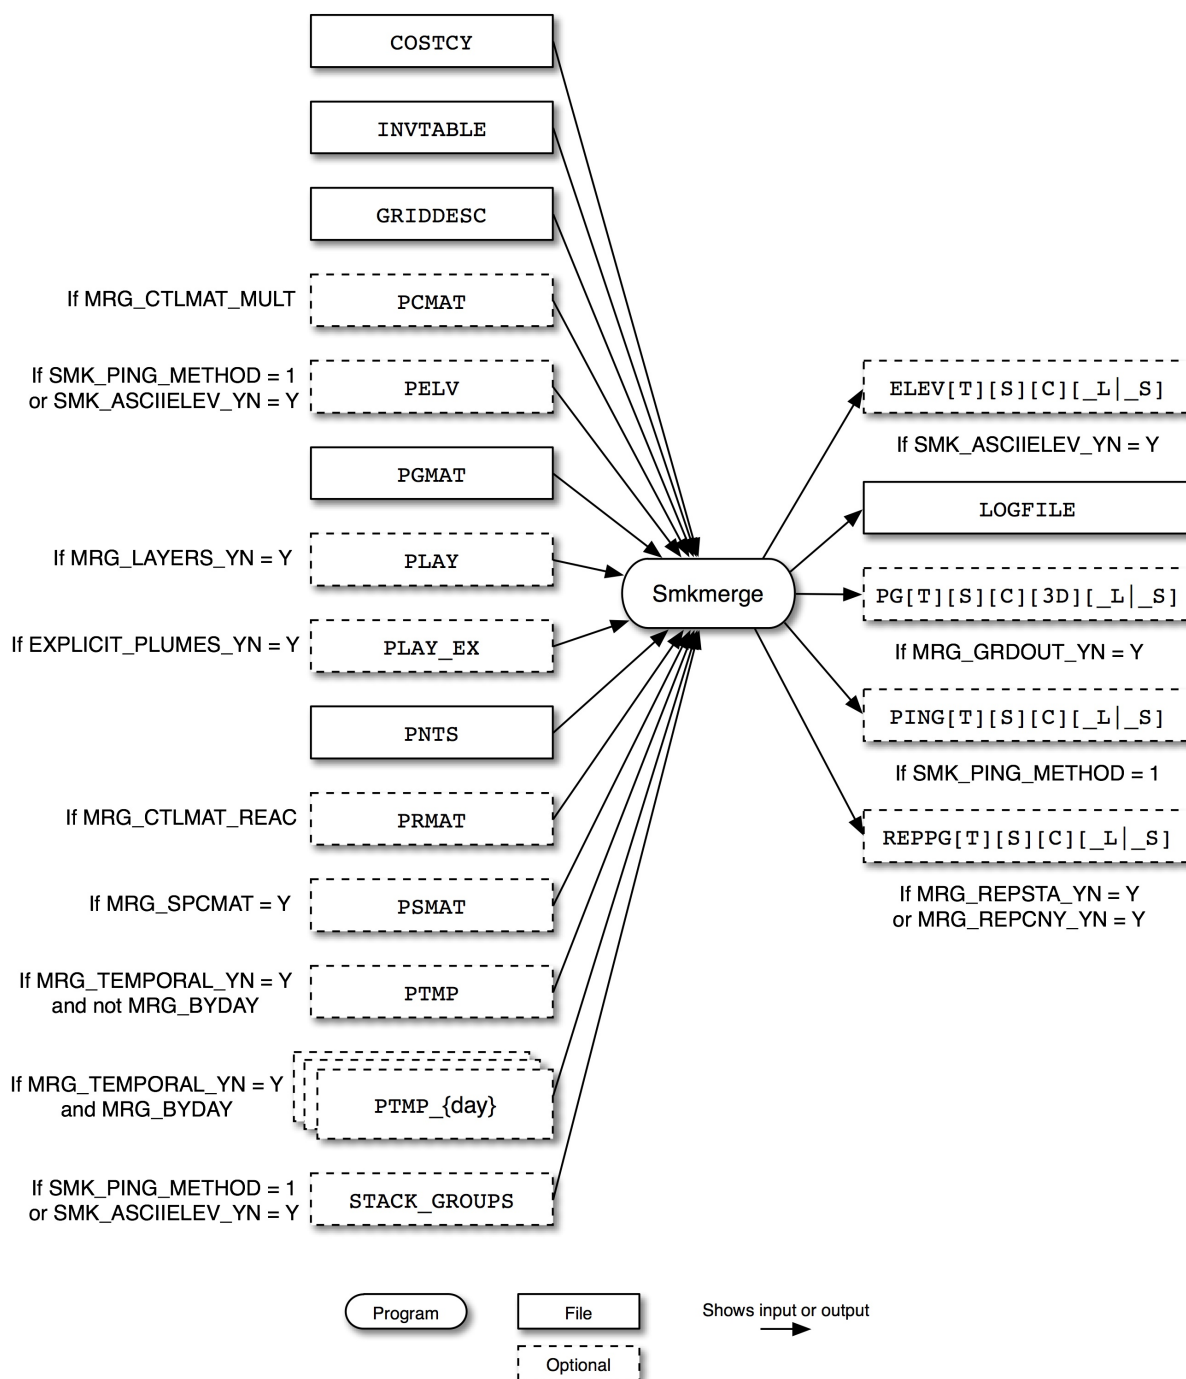 COSTCY
INVTABLE
GRIDDESC
If MRG_CTLMAT_MULT
PCMAT
If SMK_PING_METHOD = 1
or SMK_ASCIIELEV_YN = Y
PELV
PGMAT
If MRG_LAYERS_YN = Y
PLAY
If EXPLICIT_PLUMES_YN = Y
PLAY_EX
PNTS
If MRG_CTLMAT_REAC
PRMAT
If MRG_SPCMAT = Y
PSMAT
If MRG_TEMPORAL_YN = Y
and not MRG_BYDAY
PTMP
If MRG_TEMPORAL_YN = Y
and MRG_BYDAY
PTMP_{day}
If SMK_PING_METHOD = 1
or SMK_ASCIIELEV_YN = Y
STACK_GROUPS
Smkmerge
ELEV[T][S][C][_L|_S]
If SMK_ASCIIELEV_YN = Y
LOGFILE
PG[T][S][C][3D][_L|_S]
If MRG_GRDOUT_YN = Y
PING[T][S][C][_L|_S]
If SMK_PING_METHOD = 1
REPPG[T][S][C][_L|_S]
If MRG_REPSTA_YN = Y
or MRG_REPCNY_YN = Y
Program
File
Shows input or output
Optional